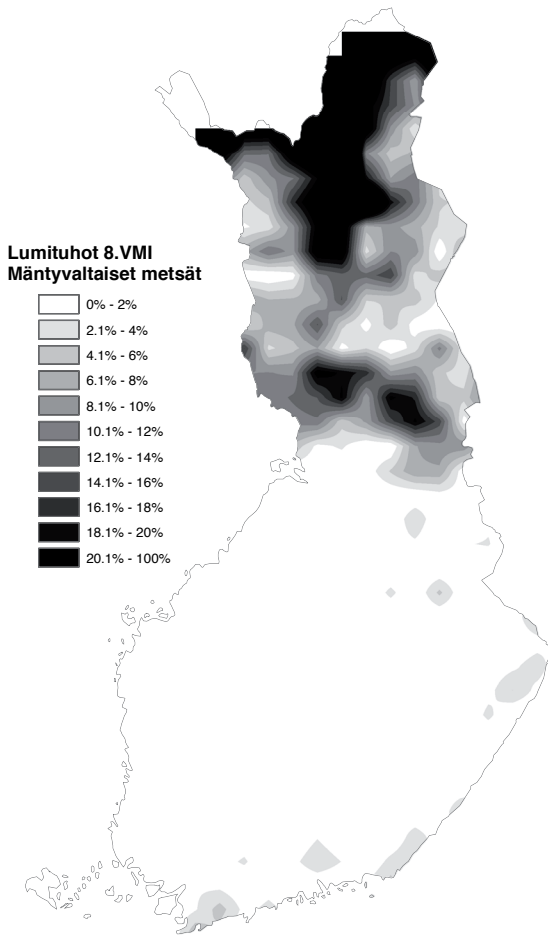 Lumituhot 8.VMI
Mäntyvaltaiset metsät
0% - 2%
2.1% - 4%
4.1% - 6%
6.1% - 8%
8.1% - 10%
10.1% - 12%
12.1% - 14%
14.1% - 16%
16.1% - 18%
18.1% - 20%
20.1% - 100%